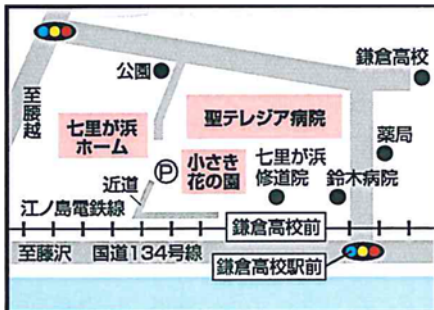 鎌倉高校
公園
至腰越
七里が浜
ホーム
聖テレジア病院
薬局
P
小さき
花の園
七里が浜
修道院
鈴木病院
近道
江ノ島電鉄線
鎌倉高校前
至藤沢
国道134号線
鎌倉高校駅前